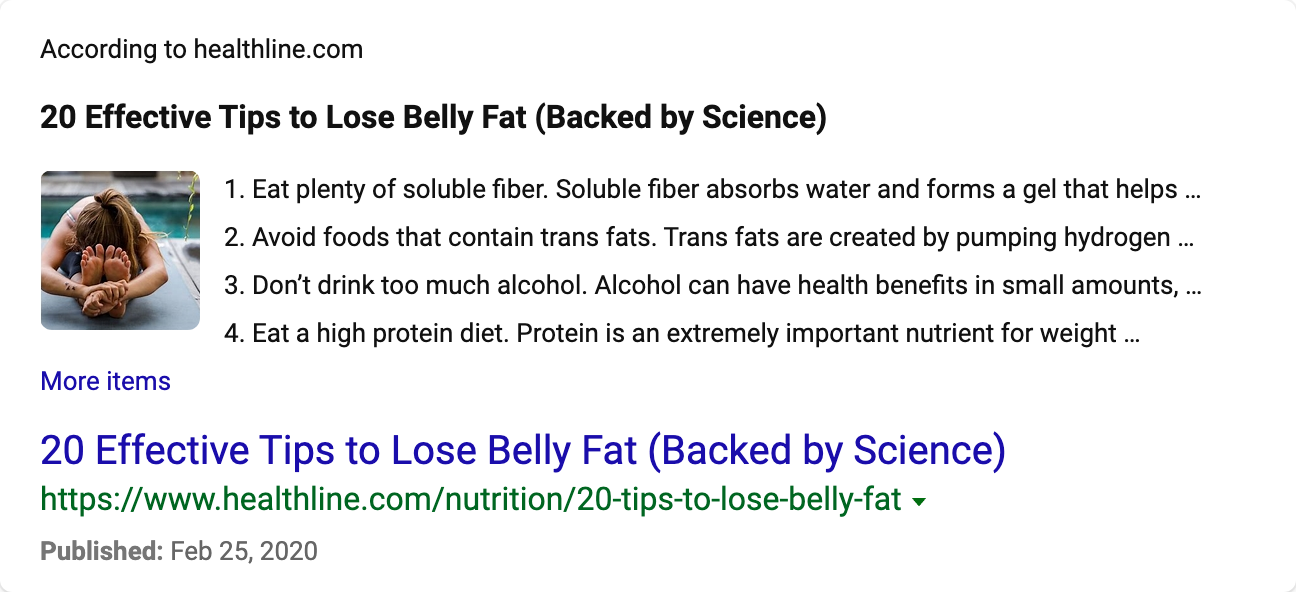 According to healthline.com
20 Effective Tips to Lose Belly Fat (Backed by Science)
1. Eat plenty of soluble fiber. Soluble fiber absorbs water and forms a gel that helps ...
2. Avoid foods that contain trans fats. Trans fats are created by pumping hydrogen ...
3. Don’t drink too much alcohol. Alcohol can have health benefits in small amounts, ...
4. Eat a high protein diet. Protein is an extremely important nutrient for weight ...
More items
20 Effective Tips to Lose Belly Fat (Backed by Science)
https://www.healthline.com/nutrition/20-tips-to-lose-belly-fat
Published: Feb 25, 2020